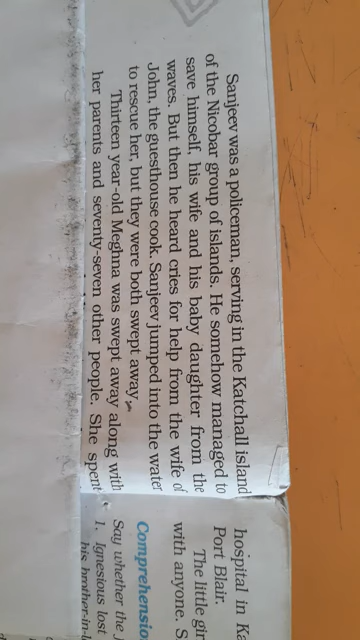 Sanjeev was a policeman, serving in the Katchall island
of the Nicobar group of islands. He somehow managed to
save himself, his wife and his baby daughter from the
waves. But then he heard cries for help from the wife of
John, the guesthouse cook. Sanjeev jumped into the water
to rescue her, but they were both swept away.
Thirteen year-old Meghna was swept away along with
her parents and seventy-seven other people. She spent
hospital in Ka
Port Blair.
The little gi
with anyone. S
Comprehensio
Say whether the
1. Ignesious lost
his brother-in-l